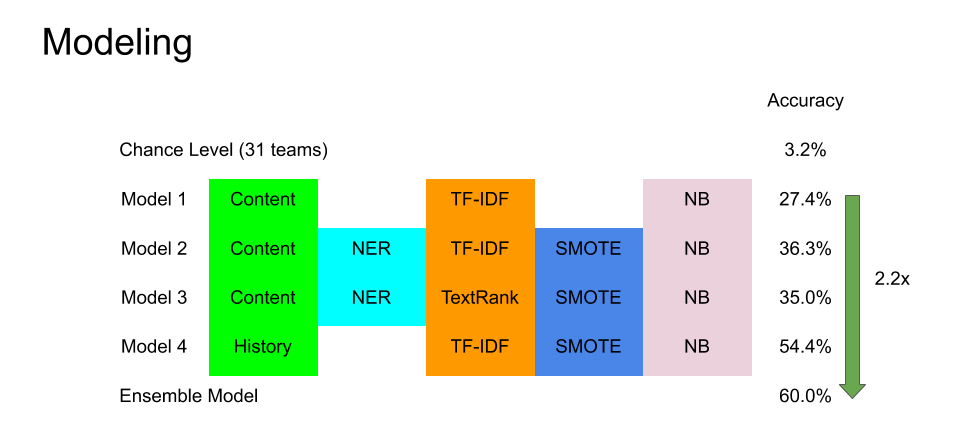 Modeling
Accuracy
Chance Level (31 teams) 3.2%
Model 1 Content TF-IDF NB 27.4%
Model 2 Content NER TF-IDF SMOTE NB 36.3%
2.2x
Model 3 Content NER TextRank SMOTE NB 35.0%
Model 4 History TF-IDF SMOTE NB 54.4%
Ensemble Model 60.0%